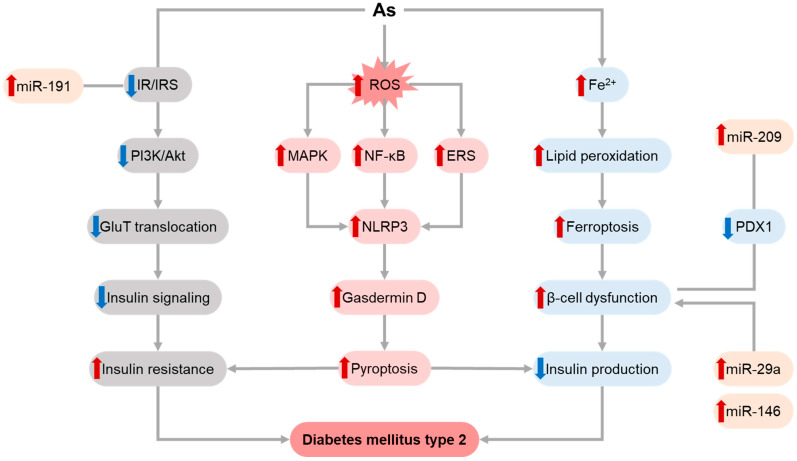 As
miR-191
IR/IRS
ROS
Fe²⁺
PI3K/Akt
MAPK
NF-κB
ERS
Lipid peroxidation
miR-209
GluT translocation
NLRP3
Ferroptosis
PDX1
Insulin signaling
Gasdermin D
β-cell dysfunction
Insulin resistance
Pyroptosis
Insulin production
miR-29a
miR-146
Diabetes mellitus type 2